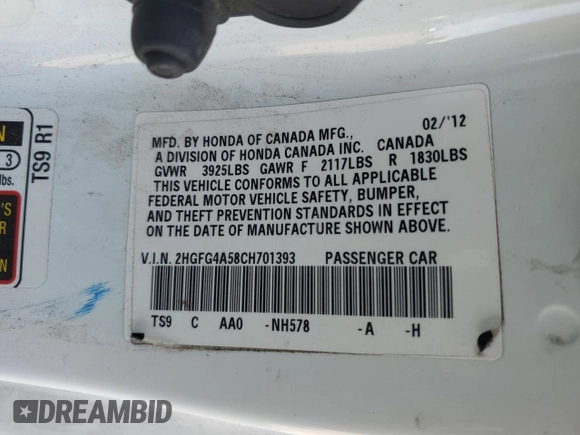 02/'12
MFD. BY HONDA OF CANADA MFG.,
A DIVISION OF HONDA CANADA INC. CANADA
GVWR 3925LBS GAWR F 2117LBS R 1830LBS
THIS VEHICLE CONFORMS TO ALL APPLICABLE
FEDERAL MOTOR VEHICLE SAFETY, BUMPER,
AND THEFT PREVENTION STANDARDS IN EFFECT
ON THE DATE OF MANUFACTURE SHOWN ABOVE.
V.I.N. 2HGFG4A58CH701393 PASSENGER CAR
TS9 C AA0 -NH578 -A -H
TS9 R1
N
3
lbs.
'S
R
DREAMBID